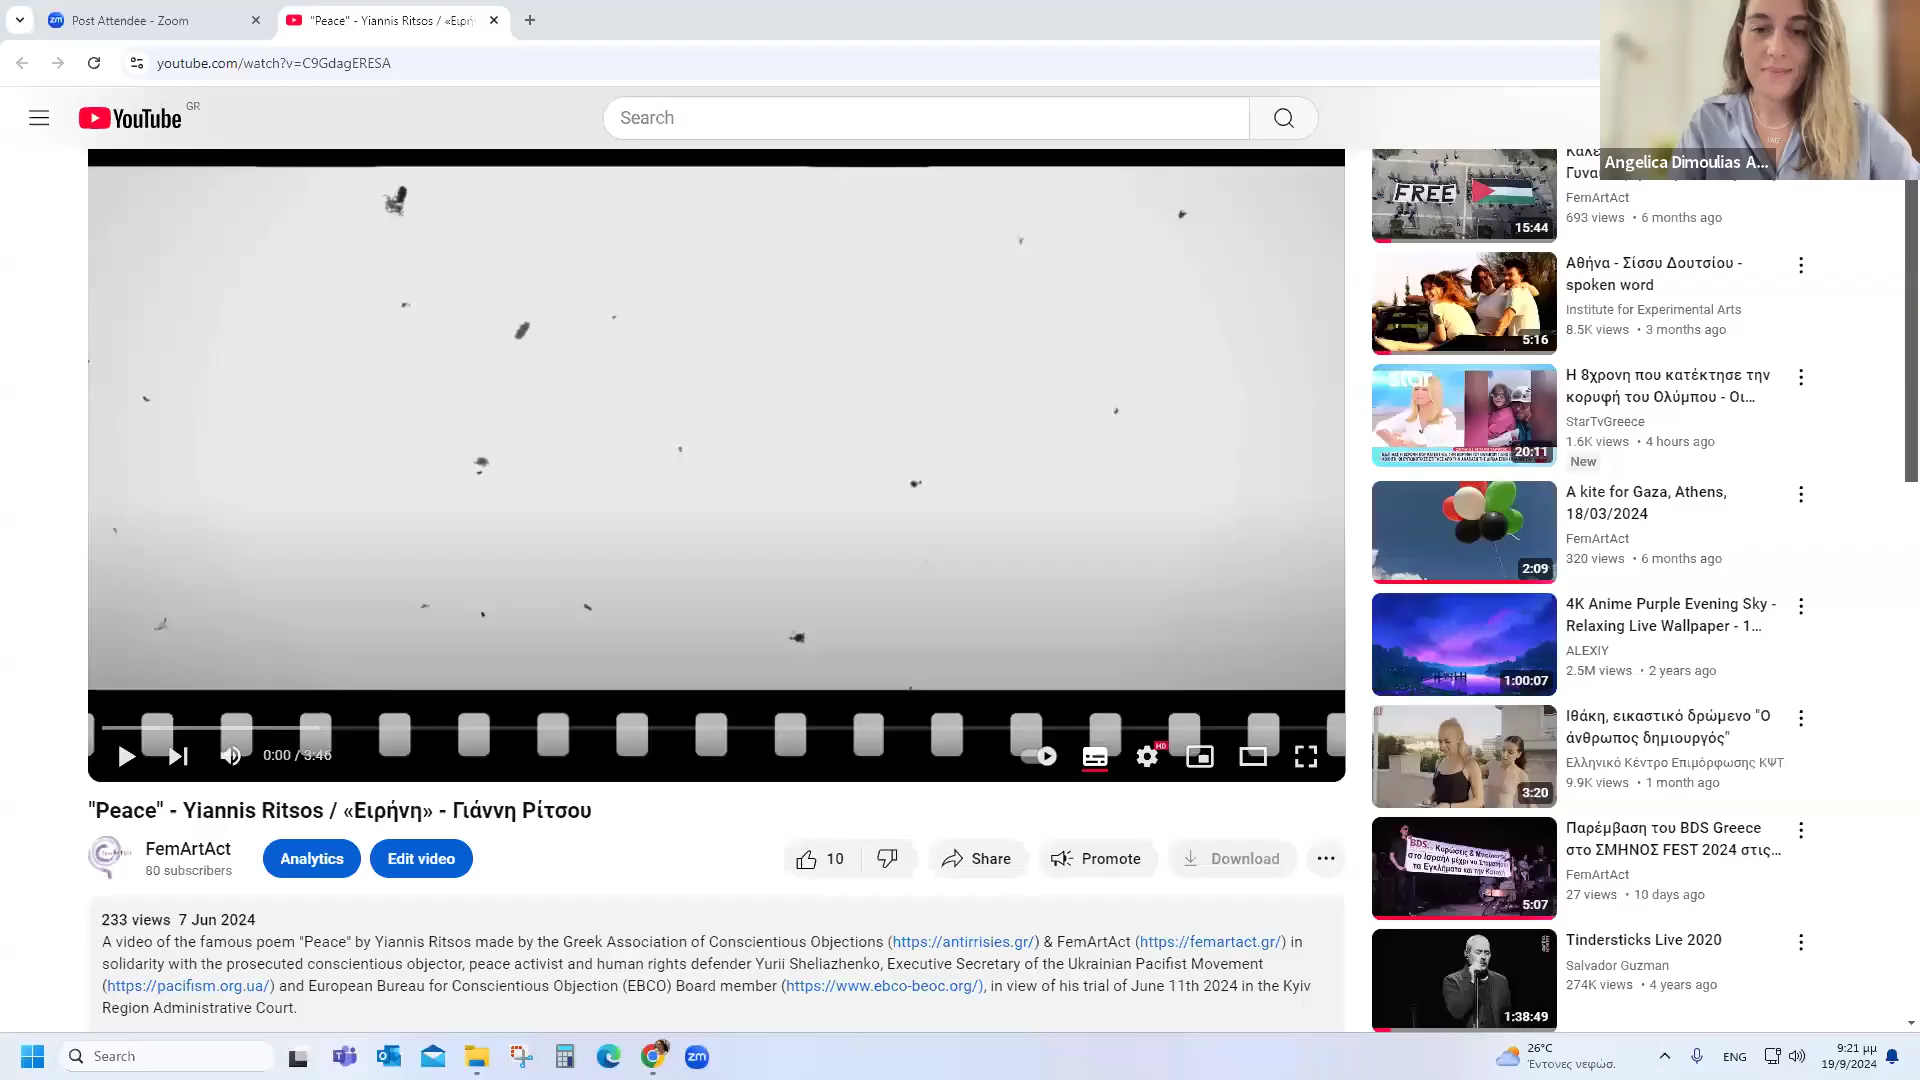 Post Attendee - Zoom
"Peace" - Yiannis Ritsos / «Ειρή
youtube.com/watch?v=C9GdagERESA
YouTube GR
Search
Angelica Dimoulias A...
FREE
15:44
FemArtAct
693 views • 6 months ago
5:16
Αθήνα - Σίσσυ Δουτσίου -
spoken word
Institute for Experimental Arts
8.5K views • 3 months ago
star
20:11
Η 8χρονη που κατέκτησε την
κορυφή του Ολύμπου - Οι...
StarTvGreece
1.6K views • 4 hours ago
New
2:09
A kite for Gaza, Athens,
18/03/2024
FemArtAct
320 views • 6 months ago
1:00:07
4K Anime Purple Evening Sky -
Relaxing Live Wallpaper - 1...
ALEXIY
2.5M views • 2 years ago
3:20
Ιθάκη, εικαστικό δρώμενο "Ο
άνθρωπος δημιουργός"
Ελληνικό Κέντρο Επιμόρφωσης ΚΨΤ
9.9K views • 1 month ago
5:07
Παρέμβαση του BDS Greece
στο ΣΜΗΝΟΣ FEST 2024 στις...
FemArtAct
27 views • 10 days ago
1:38:49
Tindersticks Live 2020
Salvador Guzman
274K views • 4 years ago
0:00 / 3:46
HD
"Peace" - Yiannis Ritsos / «Ειρήνη» - Γιάννη Ρίτσου
FemArtAct
80 subscribers
Analytics
Edit video
10
Share
Promote
Download
233 views 7 Jun 2024
A video of the famous poem "Peace" by Yiannis Ritsos made by the Greek Association of Conscientious Objections (https://antirrisies.gr/) & FemArtAct (https://femartact.gr/) in
solidarity with the prosecuted conscientious objector, peace activist and human rights defender Yurii Sheliazhenko, Executive Secretary of the Ukrainian Pacifist Movement
(https://pacifism.org.ua/) and European Bureau for Conscientious Objection (EBCO) Board member (https://www.ebco-beoc.org/), in view of his trial of June 11th 2024 in the Kyiv
Region Administrative Court.
Search
zm
26°C
Έντονες νεφώσ.
ENG
9:21 μμ
19/9/2024